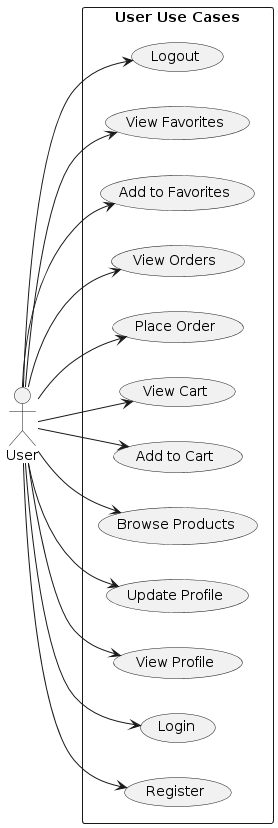 User Use Cases
Logout
View Favorites
Add to Favorites
View Orders
Place Order
View Cart
User
Add to Cart
Browse Products
Update Profile
View Profile
Login
Register